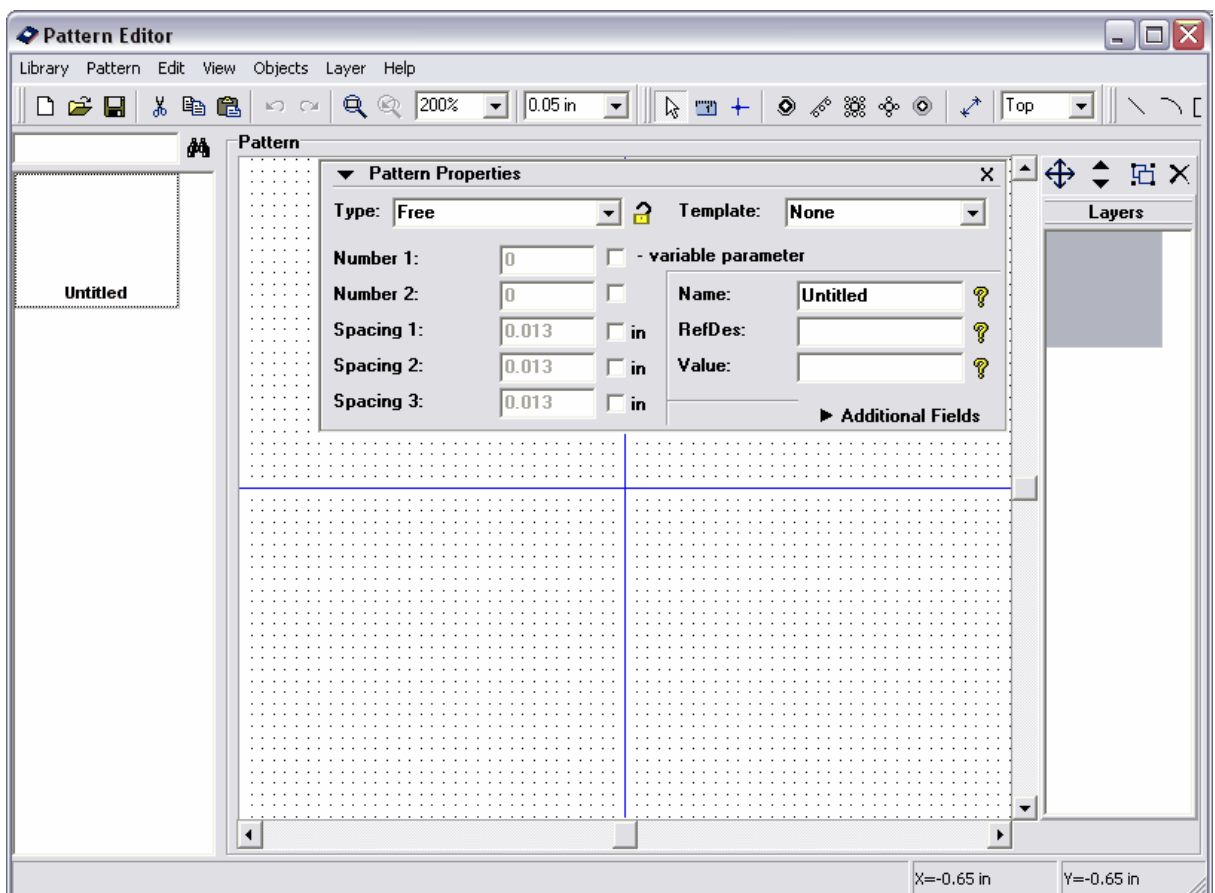 Pattern Editor
Library Pattern Edit View Objects Layer Help
200% 0.05 in Top
Pattern
Pattern Properties
Type: Free Template: None
Number 1: 0 - variable parameter
Number 2: 0 Name: Untitled
Spacing 1: 0.013 in RefDes:
Spacing 2: 0.013 in Value:
Spacing 3: 0.013 in
Additional Fields
Untitled
Layers
X=-0.65 in Y=-0.65 in